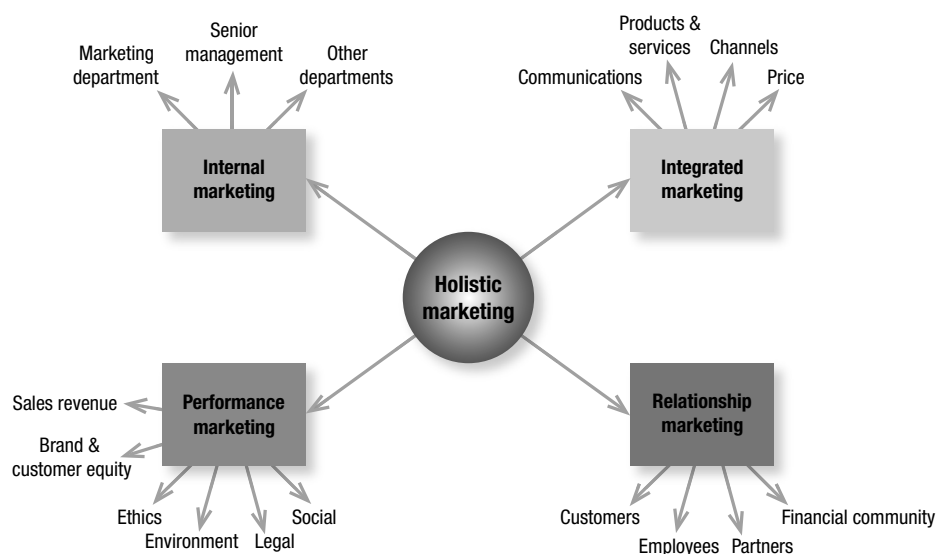 Senior
management
Marketing
department
Other
departments
Internal
marketing
Products &
services
Channels
Communications
Price
Integrated
marketing
Holistic
marketing
Sales revenue
Brand &
customer equity
Performance
marketing
Ethics
Environment
Legal
Social
Relationship
marketing
Customers
Employees
Partners
Financial community